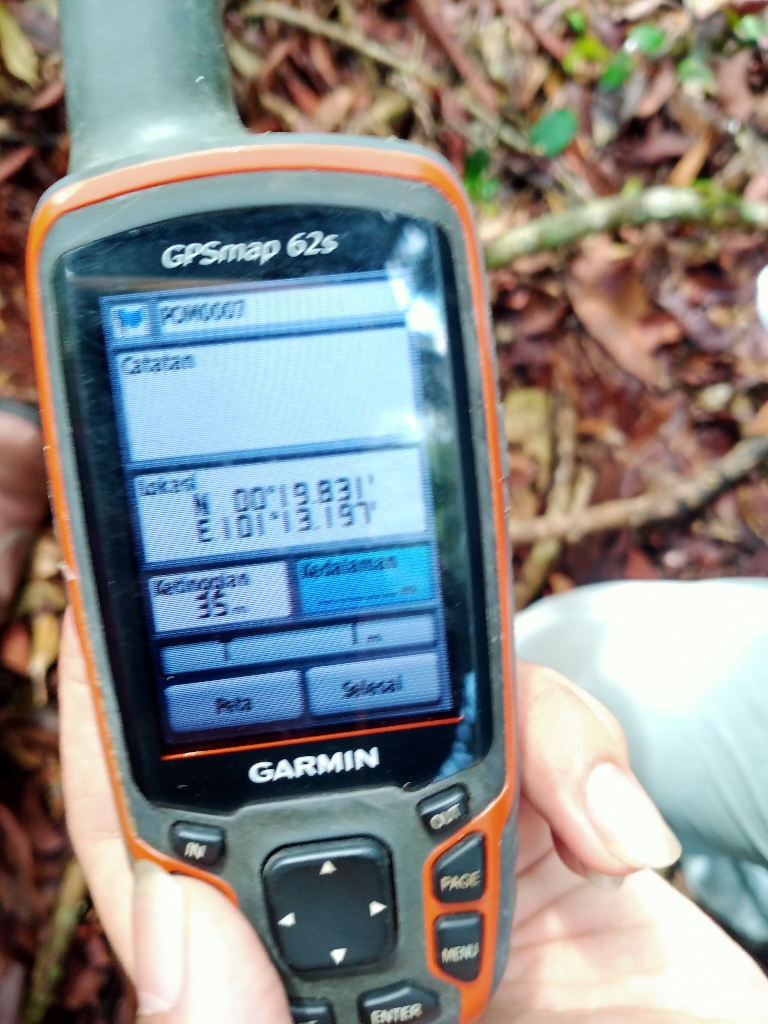 GPSmap 62s
POM0007
Catatan
Lokasi
N 00°19.831'
E 101°13.197'
Ketinggian
35 m
Kedalaman
m
m
Peta
Selesai
GARMIN
IN
OUT
PAGE
MENU
ENTER